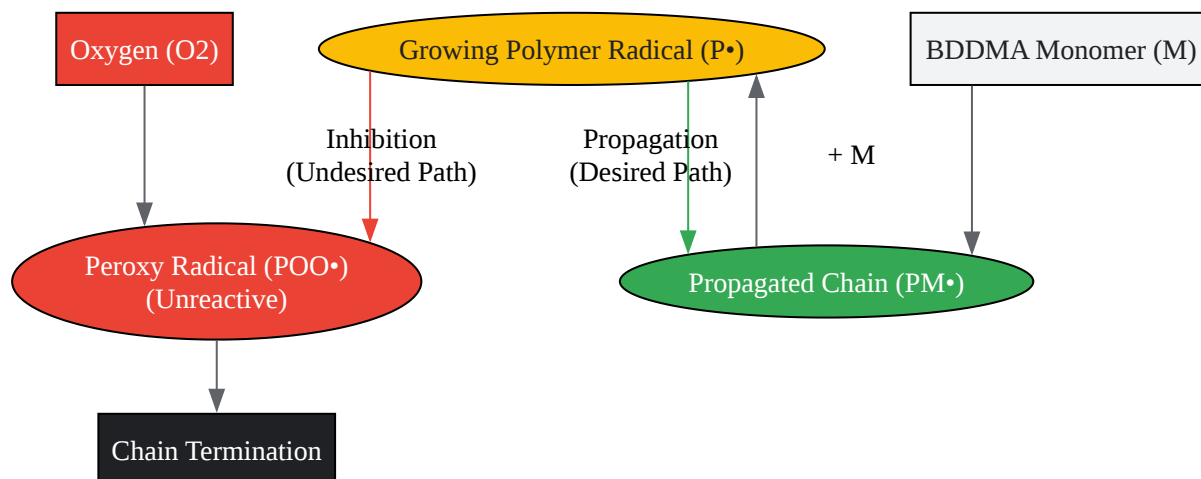 Oxygen (O2)
Growing Polymer Radical (P•)
BDDMA Monomer (M)
Inhibition
(Undesired Path)
Propagation
(Desired Path)
+ M
Peroxy Radical (POO•)
(Unreactive)
Propagated Chain (PM•)
Chain Termination